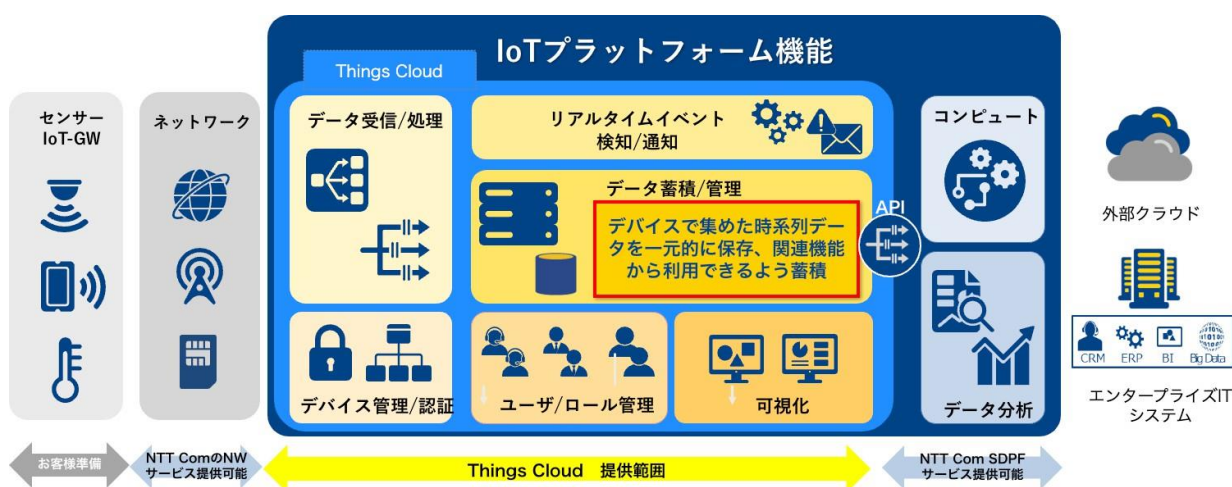 IoTプラットフォーム機能
Things Cloud
センサー
IoT-GW
ネットワーク
データ受信/処理
リアルタイムイベント
検知/通知
データ蓄積/管理
デバイスで集めた時系列デー
タを一元的に保存、関連機能
から利用できるよう蓄積
API
デバイス管理/認証
ユーザ/ロール管理
可視化
コンピュート
データ分析
外部クラウド
CRM
ERP
BI
Big Data
エンタープライズIT
システム
お客様準備
NTT ComのNW
サービス提供可能
Things Cloud 提供範囲
NTT Com SDPF
サービス提供可能